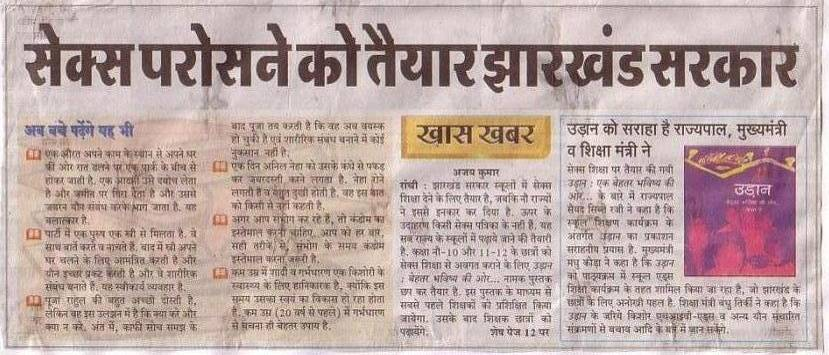 सेक्स परोसने को तैयार झारखंड सरकार
अब बच्चे पढ़ेंगे यह भी
एक औरत अपने काम के स्थान से अपने घर
की ओर रात ढलने पर एक पार्क के बीच से
होकर जाती है. एक आदमी उसे दबोच लेता
है और जमीन पर गिरा देता है और उससे
जबरन यौन संबंध करके भाग जाता है. यह
बलात्कार है.
पार्टी में एक पुरुष एक स्त्री से मिलता है. वे
साथ बातें करते व नाचते हैं. बाद में स्त्री अपने
घर चलने के लिए आमंत्रित करती है और
यौन इच्छा प्रकट करती है और वे शारीरिक
संबंध बनाते हैं. यह स्वीकार्य व्यवहार है.
पूजा राहुल की बहुत अच्छी दोस्ती है,
लेकिन वह इस उलझन में है कि क्या करे और
क्या न करे. अंत में, काफी सोच समझ के
बाद पूजा तय करती है कि वह अब वयस्क
हो चुकी है एवं शारीरिक संबंध बनाने में कोई
नुकसान नहीं है.
एक दिन अनिल नेहा को उसके कंधे से पकड़
कर जबरदस्ती करने लगता है. नेहा रोने
लगती है व बहुत दुखी होती है. वह इस बात
को किसी से नहीं कहती है.
अगर आप संभोग कर रहे हैं, तो कंडोम का
इस्तेमाल करना चाहिए. आप को हर बार,
सही तरीके में, संभोग के समय कंडोम
इस्तेमाल करना जरूरी है.
कम उम्र में शादी व गर्भधारण एक किशोरी के
स्वास्थ्य के लिए हानिकारक है, क्योंकि इस
समय उसका स्वयं का विकास हो रहा होता
है. कम उम्र (20 वर्ष से पहले) में गर्भधारण
से बचना ही बेहतर उपाय है.
खास खबर
अजय कुमार
रांची : झारखंड सरकार स्कूलों में सेक्स
शिक्षा देने के लिए तैयार है, जबकि नौ राज्यों
ने इससे इनकार कर दिया है. ऊपर के
उदाहरण किसी सेक्स पत्रिका के नहीं हैं. यह
सब राज्य के स्कूलों में पढ़ाये जाने की तैयारी
है. कक्षा नौ-10 और 11-12 के छात्रों को
सेक्स शिक्षा से अवगत कराने के लिए उड़ान
: बेहतर भविष्य की ओर... नामक पुस्तक
छप कर तैयार है. इस पुस्तक के माध्यम से
सबसे पहले शिक्षकों को प्रशिक्षित किया
जायेगा. उसके बाद शिक्षक छात्रों को
पढ़ायेंगे. शेष पेज 12 पर
उड़ान को सराहा है राज्यपाल, मुख्यमंत्री
व शिक्षा मंत्री ने
सेक्स शिक्षा पर तैयार की गयी
उड़ान : एक बेहतर भविष्य की
ओर... के बारे में राज्यपाल
सैयद सिब्ते रजी ने कहा है कि
स्कूल शिक्षण कार्यक्रम के
अंतर्गत उड़ान का प्रकाशन
सराहनीय प्रयास है. मुख्यमंत्री
मधु कोड़ा ने कहा है कि उड़ान
को पाठ्यक्रम में स्कूल एड्स
शिक्षा कार्यक्रम के तहत शामिल किया जा रहा है, जो झारखंड के
छात्रों के लिए अनोखी पहल है. शिक्षा मंत्री बंधु तिर्की ने कहा है कि
उड़ान के जरिये किशोर एचआईवी-एड्स व अन्य यौन संचारित
संक्रमणों से बचाव आदि के बारे में जान सकेंगे.
उड़ान